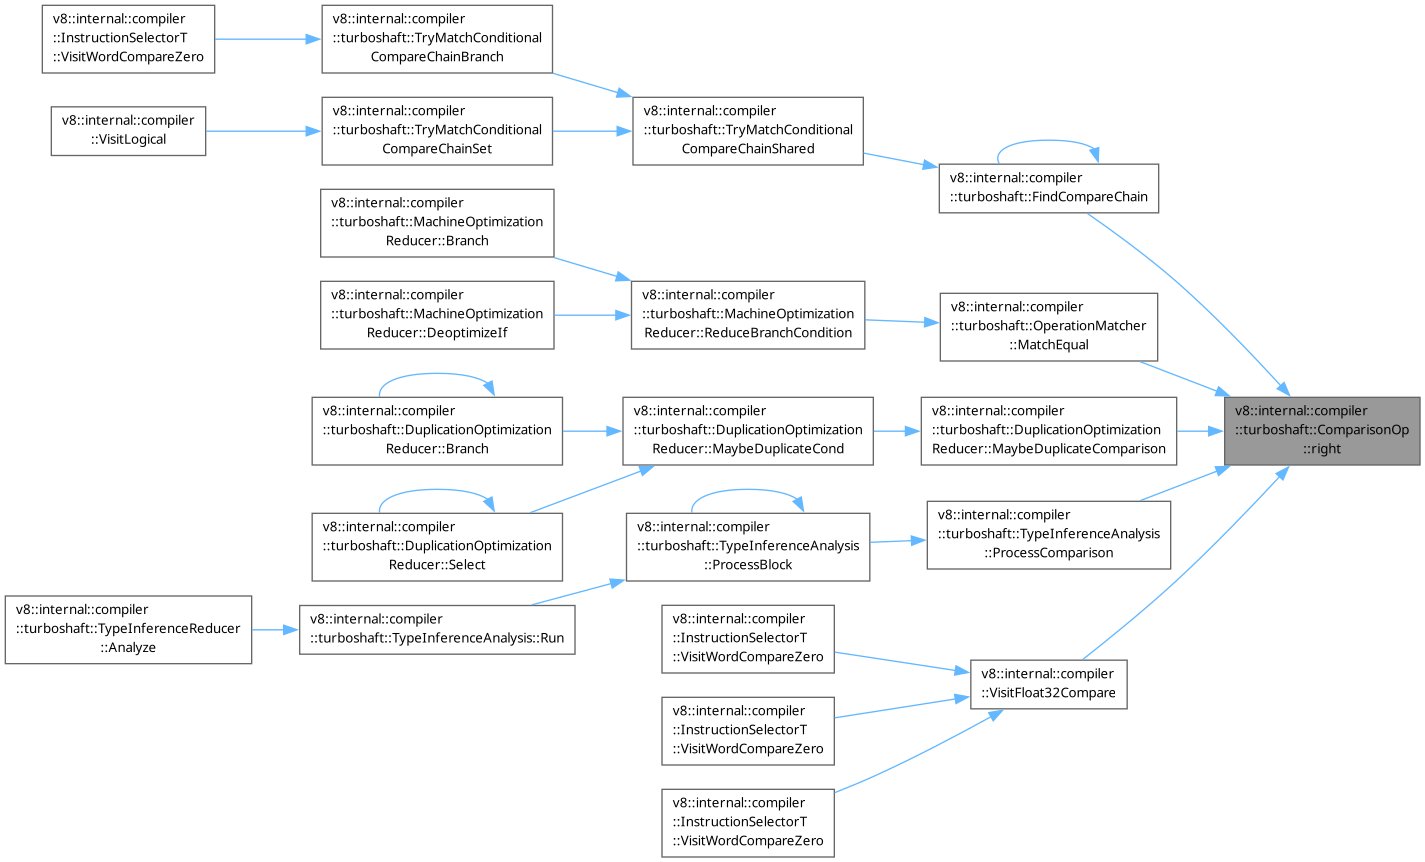 v8::internal::compiler
::InstructionSelectorT
::VisitWordCompareZero
v8::internal::compiler
::turboshaft::TryMatchConditional
CompareChainBranch
v8::internal::compiler
::VisitLogical
v8::internal::compiler
::turboshaft::TryMatchConditional
CompareChainSet
v8::internal::compiler
::turboshaft::TryMatchConditional
CompareChainShared
v8::internal::compiler
::turboshaft::FindCompareChain
v8::internal::compiler
::turboshaft::MachineOptimization
Reducer::Branch
v8::internal::compiler
::turboshaft::MachineOptimization
Reducer::DeoptimizeIf
v8::internal::compiler
::turboshaft::MachineOptimization
Reducer::ReduceBranchCondition
v8::internal::compiler
::turboshaft::OperationMatcher
::MatchEqual
v8::internal::compiler
::turboshaft::DuplicationOptimization
Reducer::Branch
v8::internal::compiler
::turboshaft::DuplicationOptimization
Reducer::MaybeDuplicateCond
v8::internal::compiler
::turboshaft::DuplicationOptimization
Reducer::MaybeDuplicateComparison
v8::internal::compiler
::turboshaft::ComparisonOp
::right
v8::internal::compiler
::turboshaft::DuplicationOptimization
Reducer::Select
v8::internal::compiler
::turboshaft::TypeInferenceAnalysis
::ProcessBlock
v8::internal::compiler
::turboshaft::TypeInferenceAnalysis
::ProcessComparison
v8::internal::compiler
::turboshaft::TypeInferenceReducer
::Analyze
v8::internal::compiler
::turboshaft::TypeInferenceAnalysis::Run
v8::internal::compiler
::InstructionSelectorT
::VisitWordCompareZero
v8::internal::compiler
::VisitFloat32Compare
v8::internal::compiler
::InstructionSelectorT
::VisitWordCompareZero
v8::internal::compiler
::InstructionSelectorT
::VisitWordCompareZero